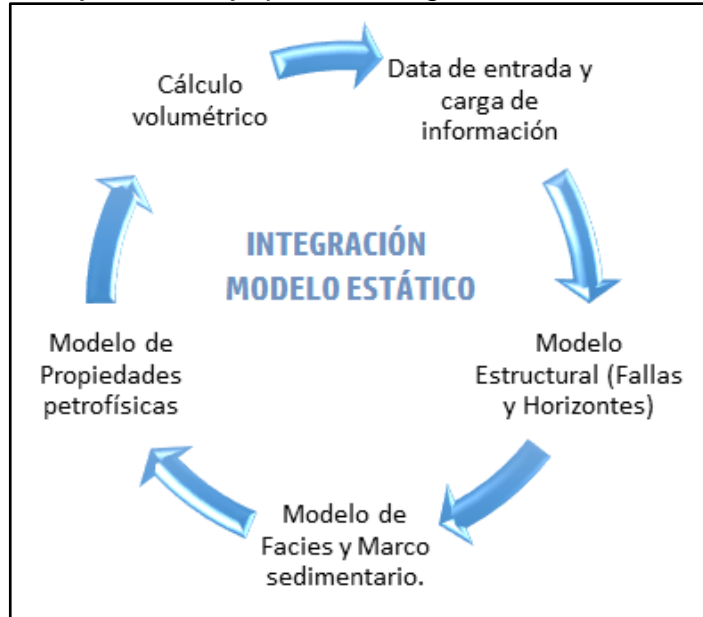 Cálculo
volumétrico
Data de entrada y
carga de
información
INTEGRACIÓN
MODELO ESTÁTICO
Modelo de
Propiedades
petrofísicas
Modelo
Estructural (Fallas
y Horizontes)
Modelo de
Facies y Marco
sedimentario.